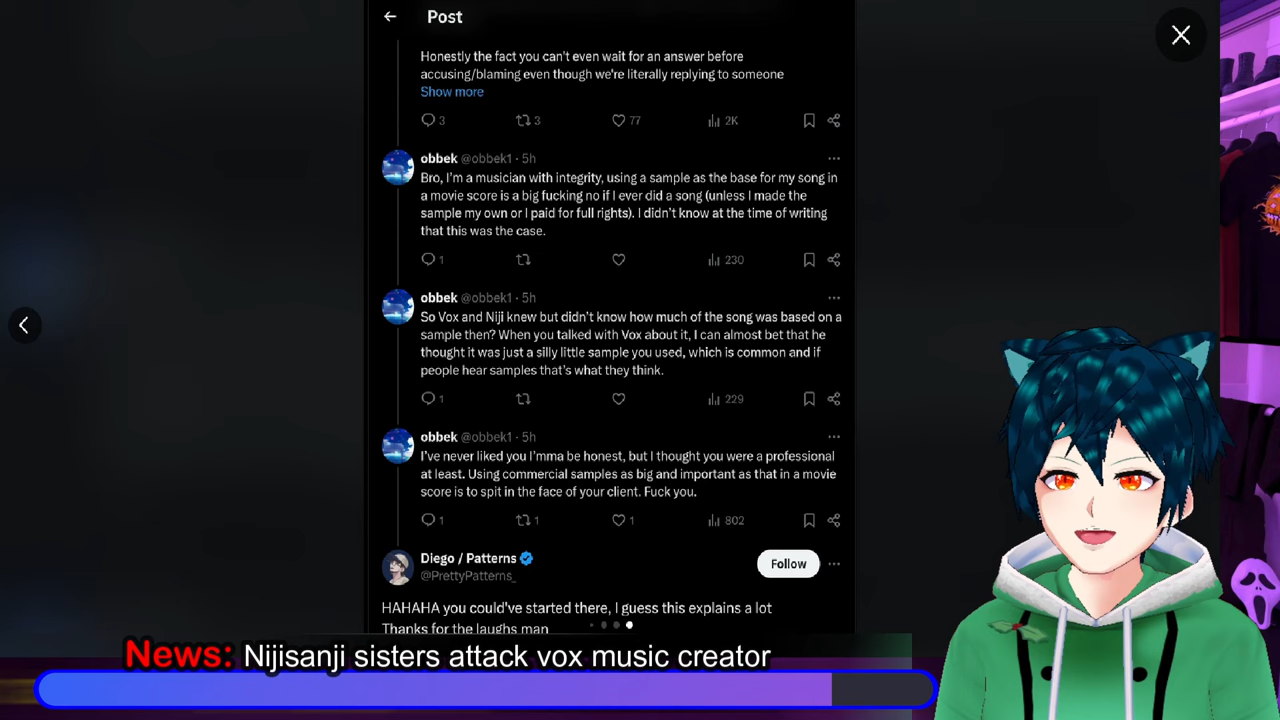 Post
Honestly the fact you can't even wait for an answer before
accusing/blaming even though we're literally replying to someone
Show more
3 3 77 2K
obbek @obbek1 · 5h
Bro, I'm a musician with integrity, using a sample as the base for my song in
a movie score is a big fucking no if I ever did a song (unless I made the
sample my own or I paid for full rights). I didn't know at the time of writing
that this was the case.
1 230
obbek @obbek1 · 5h
So Vox and Niji knew but didn't know how much of the song was based on a
sample then? When you talked with Vox about it, I can almost bet that he
thought it was just a silly little sample you used, which is common and if
people hear samples that's what they think.
1 229
obbek @obbek1 · 5h
I've never liked you I'mma be honest, but I thought you were a professional
at least. Using commercial samples as big and important as that in a movie
score is to spit in the face of your client. Fuck you.
1 1 1 802
Diego / Patterns
Follow
@PrettyPatterns_
HAHAHA you could've started there, I guess this explains a lot
Thanks for the laughs man
News: Nijisanji sisters attack vox music creator